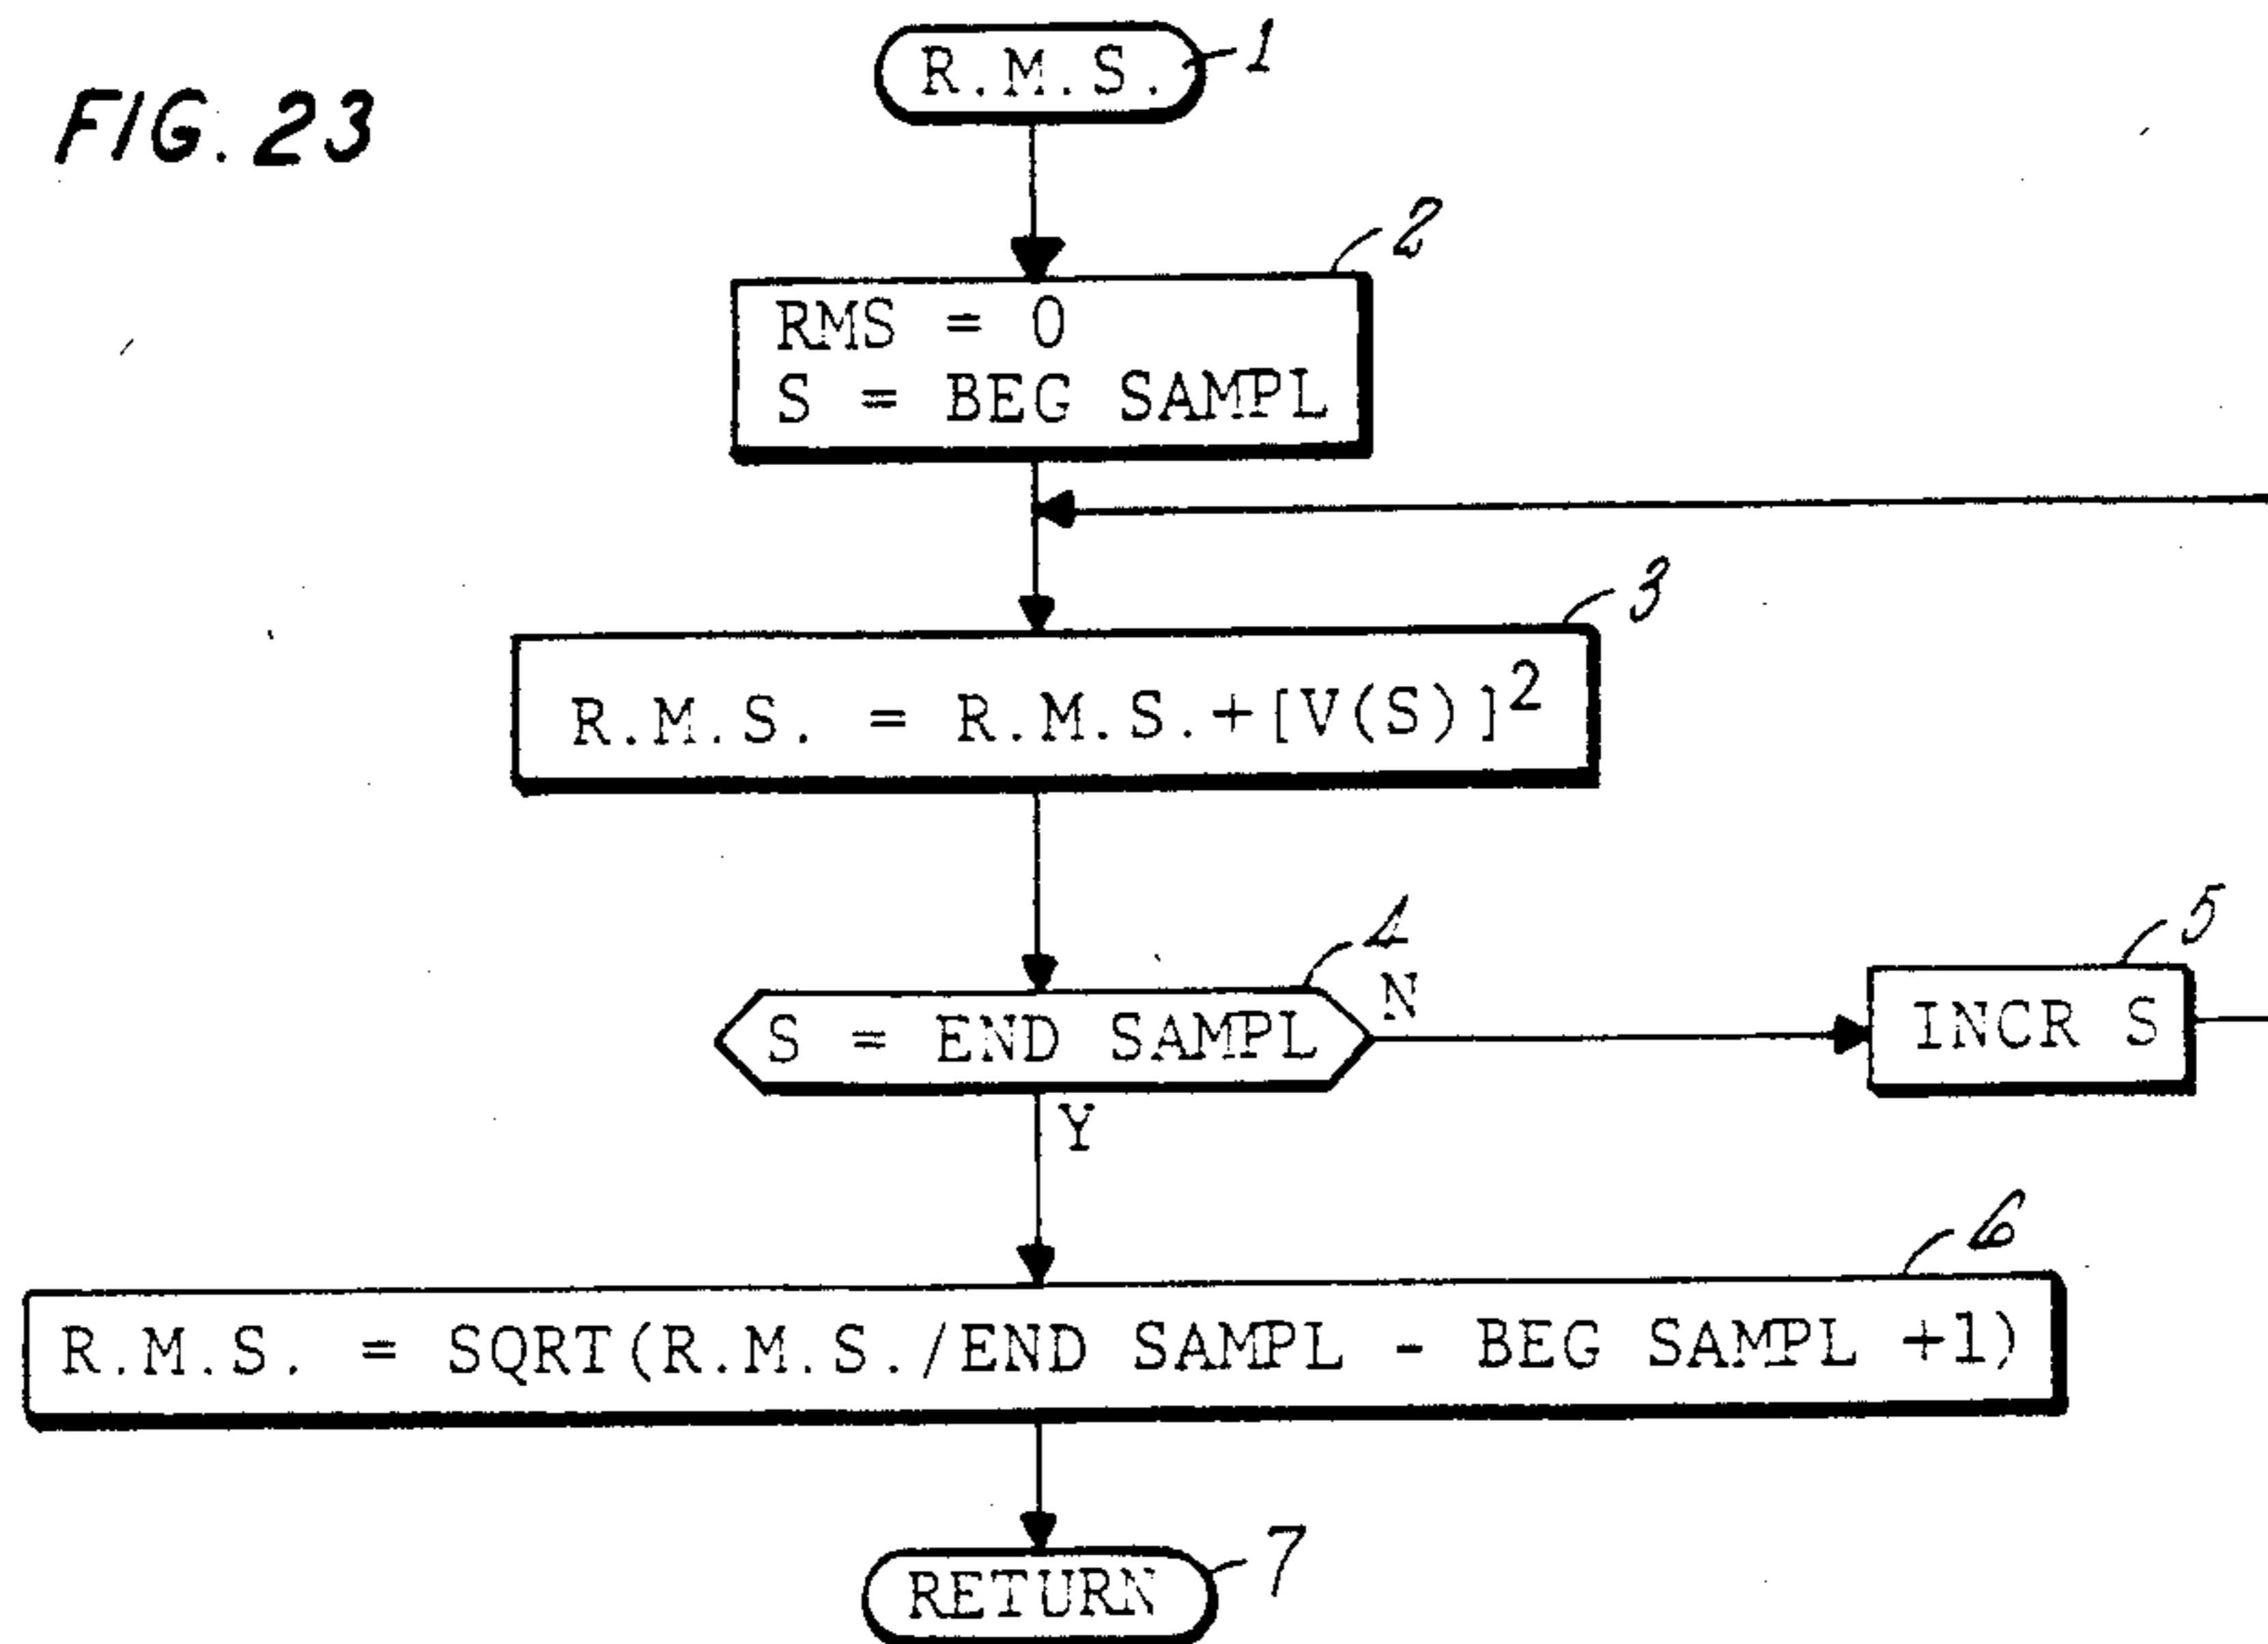 FIG. 23
R.M.S.
1
2
RMS = 0
S = BEG SAMPL
3
R.M.S. = R.M.S.+[V(S)]2
4
N
5
S = END SAMPL
INCR S
Y
6
R.M.S. = SQRT(R.M.S./END SAMPL - BEG SAMPL +1)
7
RETURN